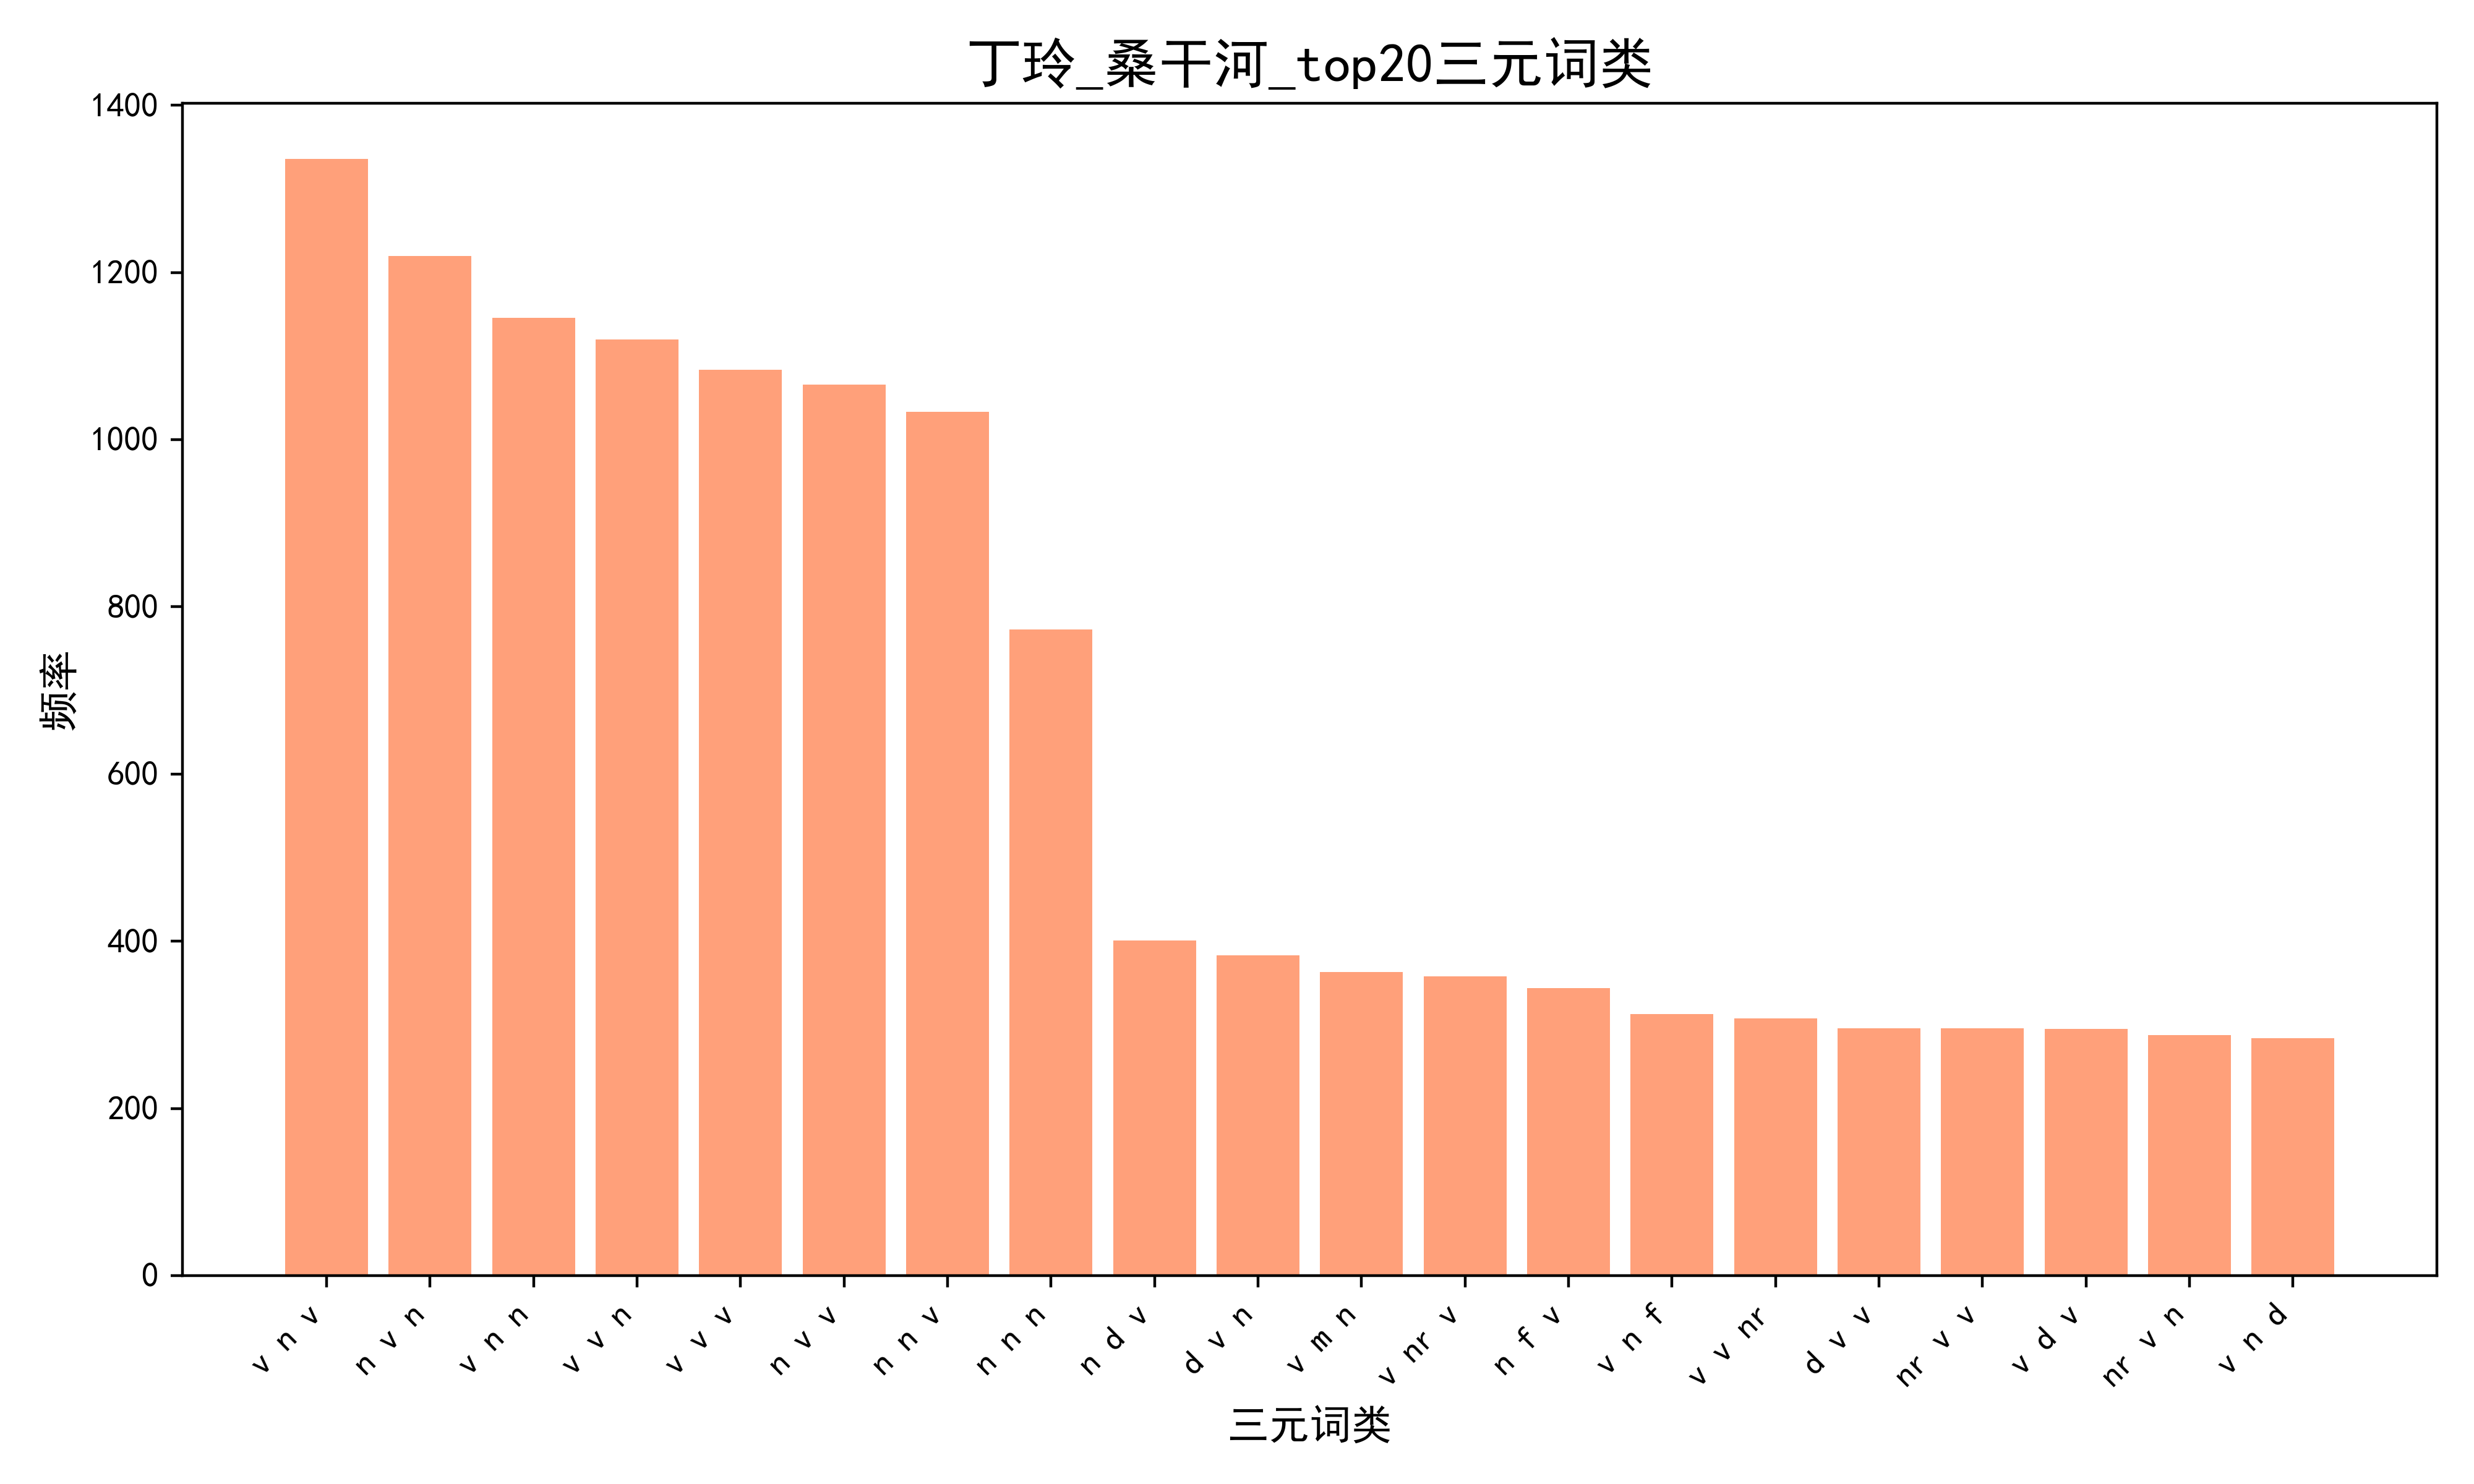 丁玲_桑干河_top20三元词类
1400
1200
1000
800
600
400
200
0
频率
v n v
n v n
v n n
v v n
v v v
n v v
n n v
n n n
n d v
d v n
v m n
v nr v
n f v
v n f
v v nr
d v v
nr v v
v d v
nr v n
v n d
三元词类